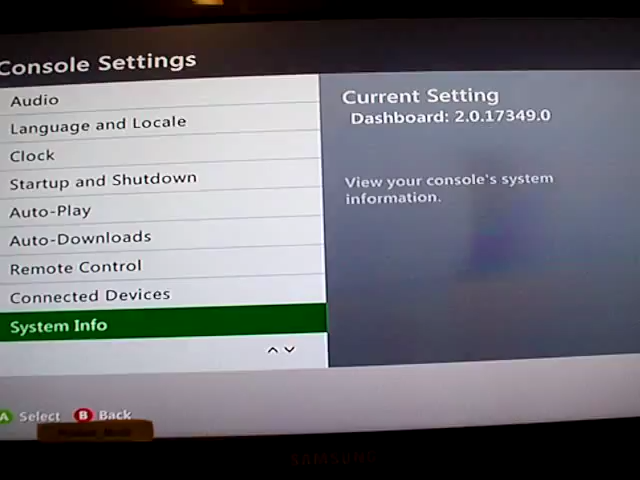 Console Settings
Audio
Language and Locale
Clock
Startup and Shutdown
Auto-Play
Auto-Downloads
Remote Control
Connected Devices
System Info
Current Setting
Dashboard: 2.0.17349.0
View your console's system
information.
A Select B Back
SAMSUNG